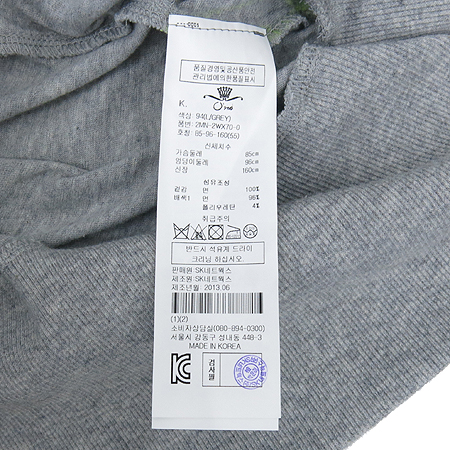 품질경영및공산품안전
관리법에의한품질표시
K.
O'2nd
색상: 94(L/GREY)
품번: 2MN-2WX70-0
호칭: 85-96-160(55)
신체치수
가슴둘레 85cm
엉덩이둘레 96cm
신장 160cm
섬유조성
겉감 면 100%
배색1 면 96%
폴리우레탄 4%
취급주의
반드시 석유계 드라이
크리닝 하십시오.
판매원:SK네트웍스
제조원:SK네트웍스
제조년월 2013.06
(1)(2)
소비자상담실(080-894-0300)
서울시 강동구 성내동 448-3
MADE IN KOREA
KC
검사필